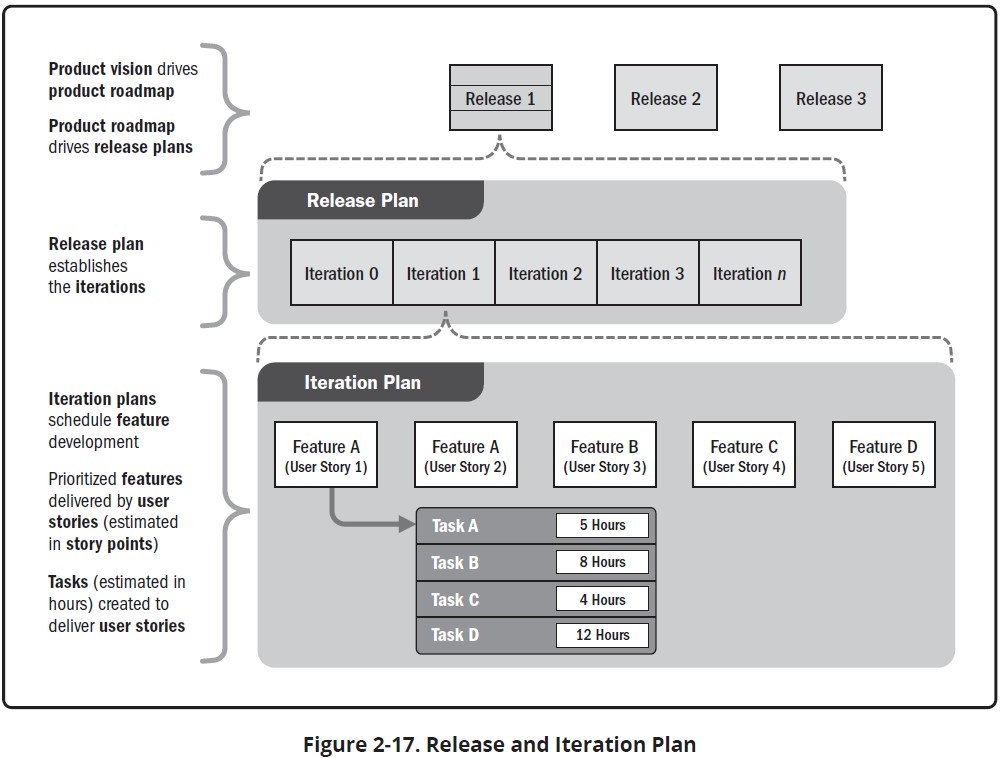 Product vision drives
product roadmap
Product roadmap
drives release plans
Release 1
Release 2
Release 3
Release Plan
Release plan
establishes
the iterations
Iteration 0
Iteration 1
Iteration 2
Iteration 3
Iteration n
Iteration Plan
Iteration plans
schedule feature
development
Prioritized features
delivered by user
stories (estimated
in story points)
Tasks (estimated in
hours) created to
deliver user stories
Feature A
(User Story 1)
Feature A
(User Story 2)
Feature B
(User Story 3)
Feature C
(User Story 4)
Feature D
(User Story 5)
Task A 5 Hours
Task B 8 Hours
Task C 4 Hours
Task D 12 Hours
Figure 2-17. Release and Iteration Plan